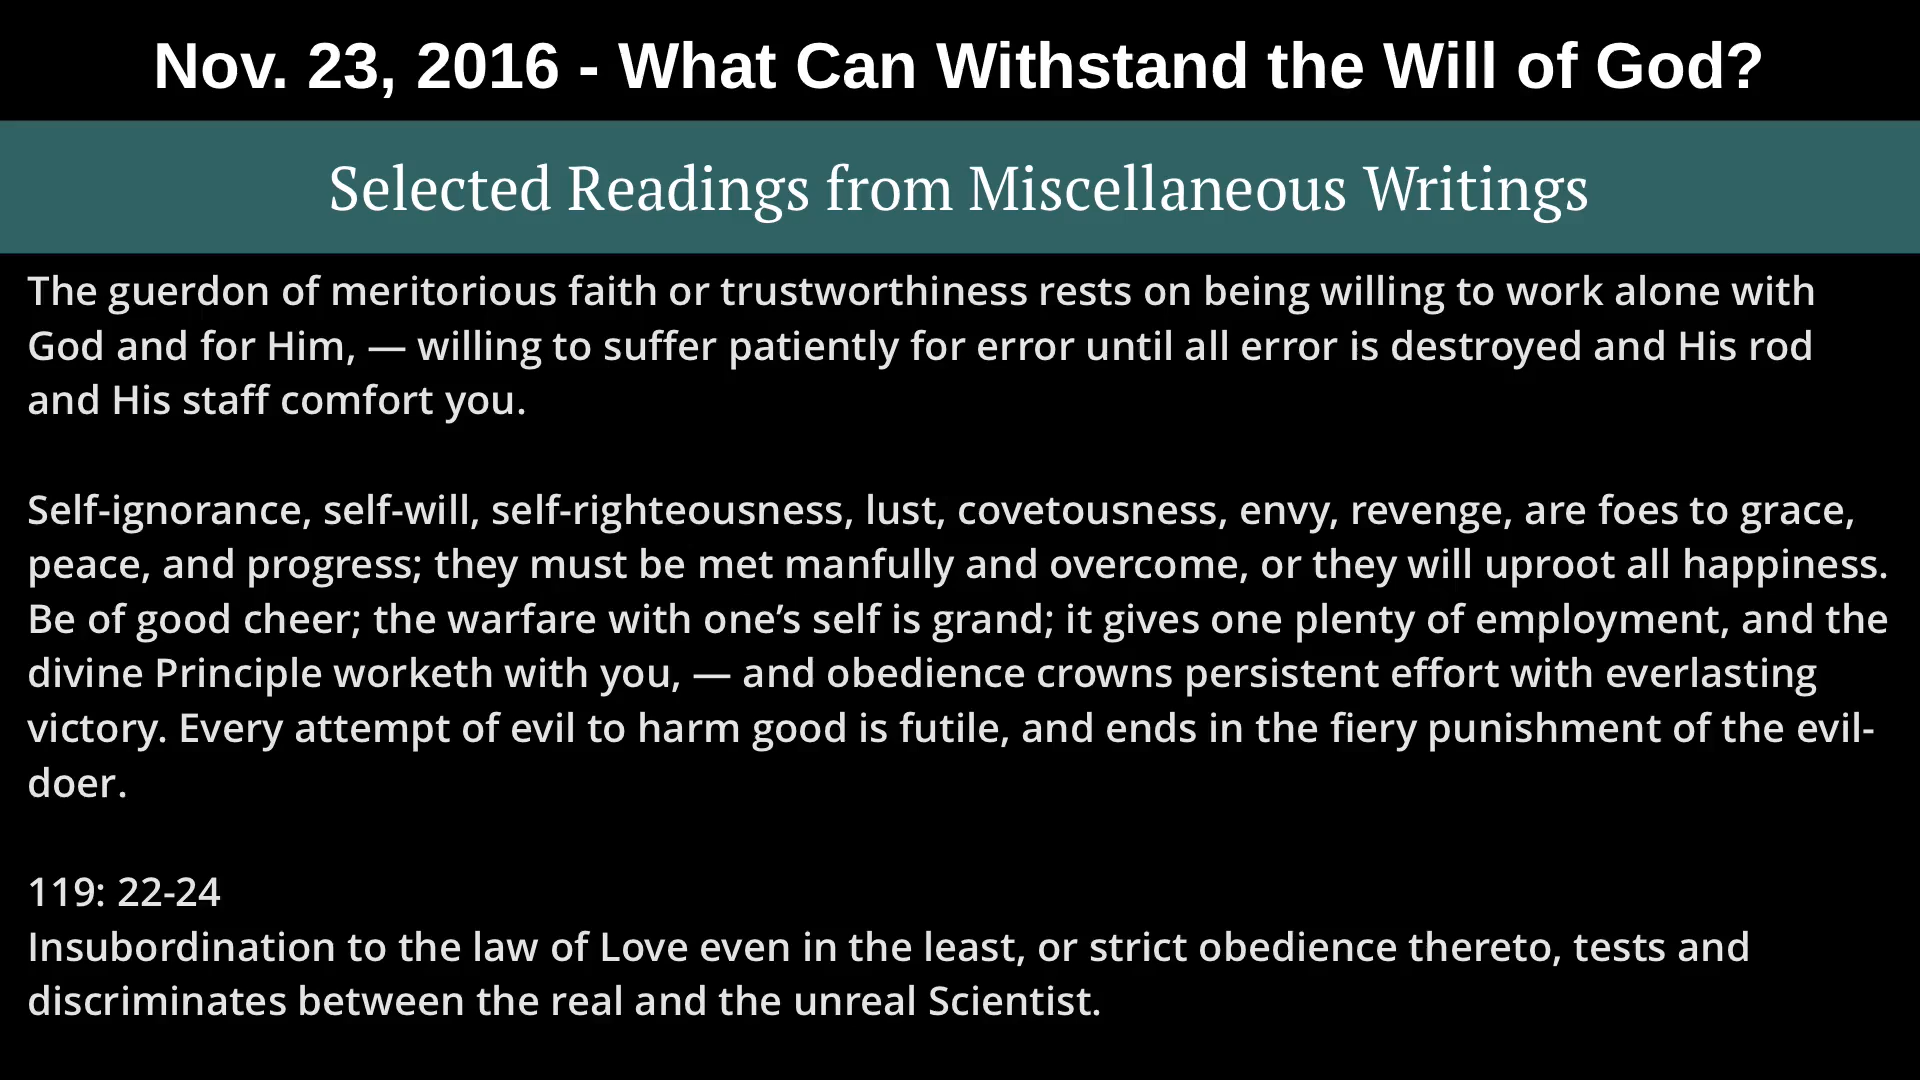 Nov. 23, 2016 - What Can Withstand the Will of God?
Selected Readings from Miscellaneous Writings
The guerdon of meritorious faith or trustworthiness rests on being willing to work alone with
God and for Him, — willing to suffer patiently for error until all error is destroyed and His rod
and His staff comfort you.
Self-ignorance, self-will, self-righteousness, lust, covetousness, envy, revenge, are foes to grace,
peace, and progress; they must be met manfully and overcome, or they will uproot all happiness.
Be of good cheer; the warfare with one’s self is grand; it gives one plenty of employment, and the
divine Principle worketh with you, — and obedience crowns persistent effort with everlasting
victory. Every attempt of evil to harm good is futile, and ends in the fiery punishment of the evil-
doer.
119: 22-24
Insubordination to the law of Love even in the least, or strict obedience thereto, tests and
discriminates between the real and the unreal Scientist.